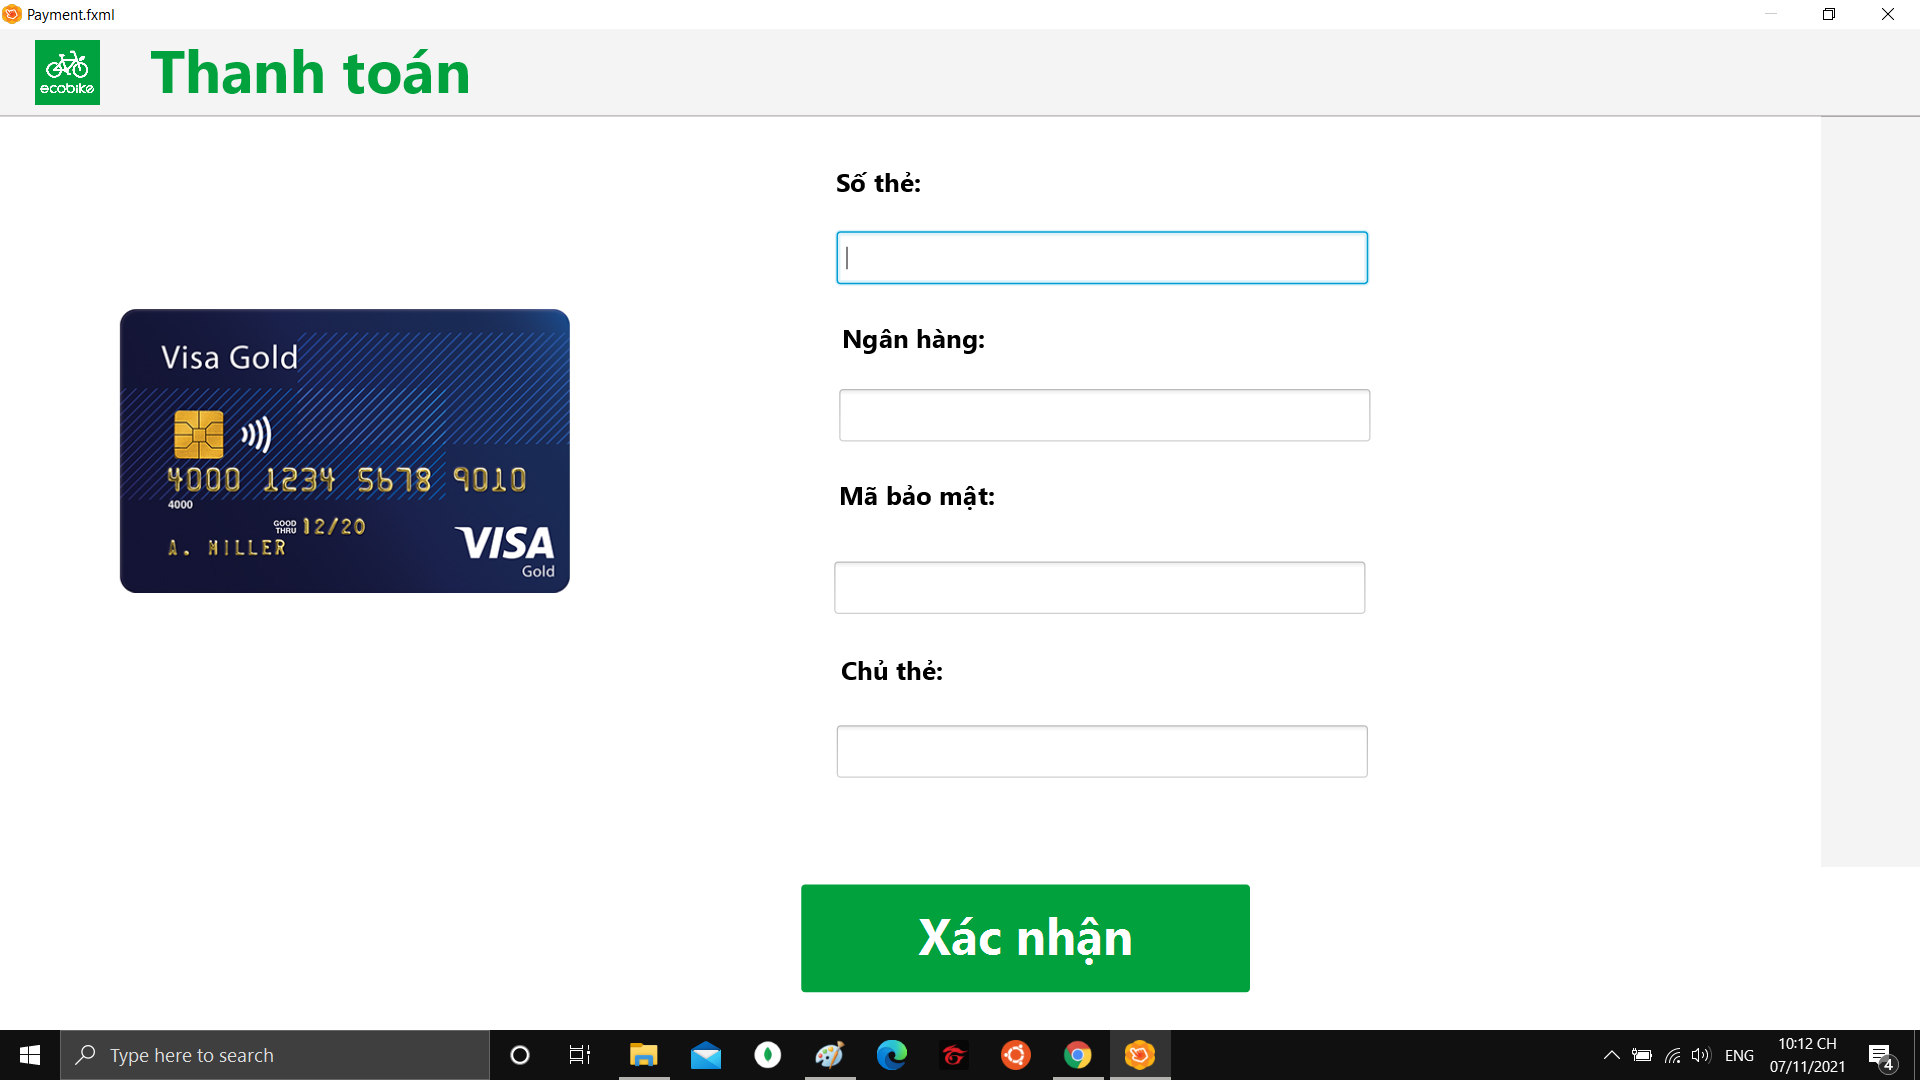 Payment.fxml
ecobike
Thanh toán
Số thẻ:
Ngân hàng:
Mã bảo mật:
Chủ thẻ:
Visa Gold
4000 1234 5678 9010
4000
GOOD THRU 12/20
A. MILLER
VISA
Gold
Xác nhận
Type here to search
ENG
10:12 CH
07/11/2021
4